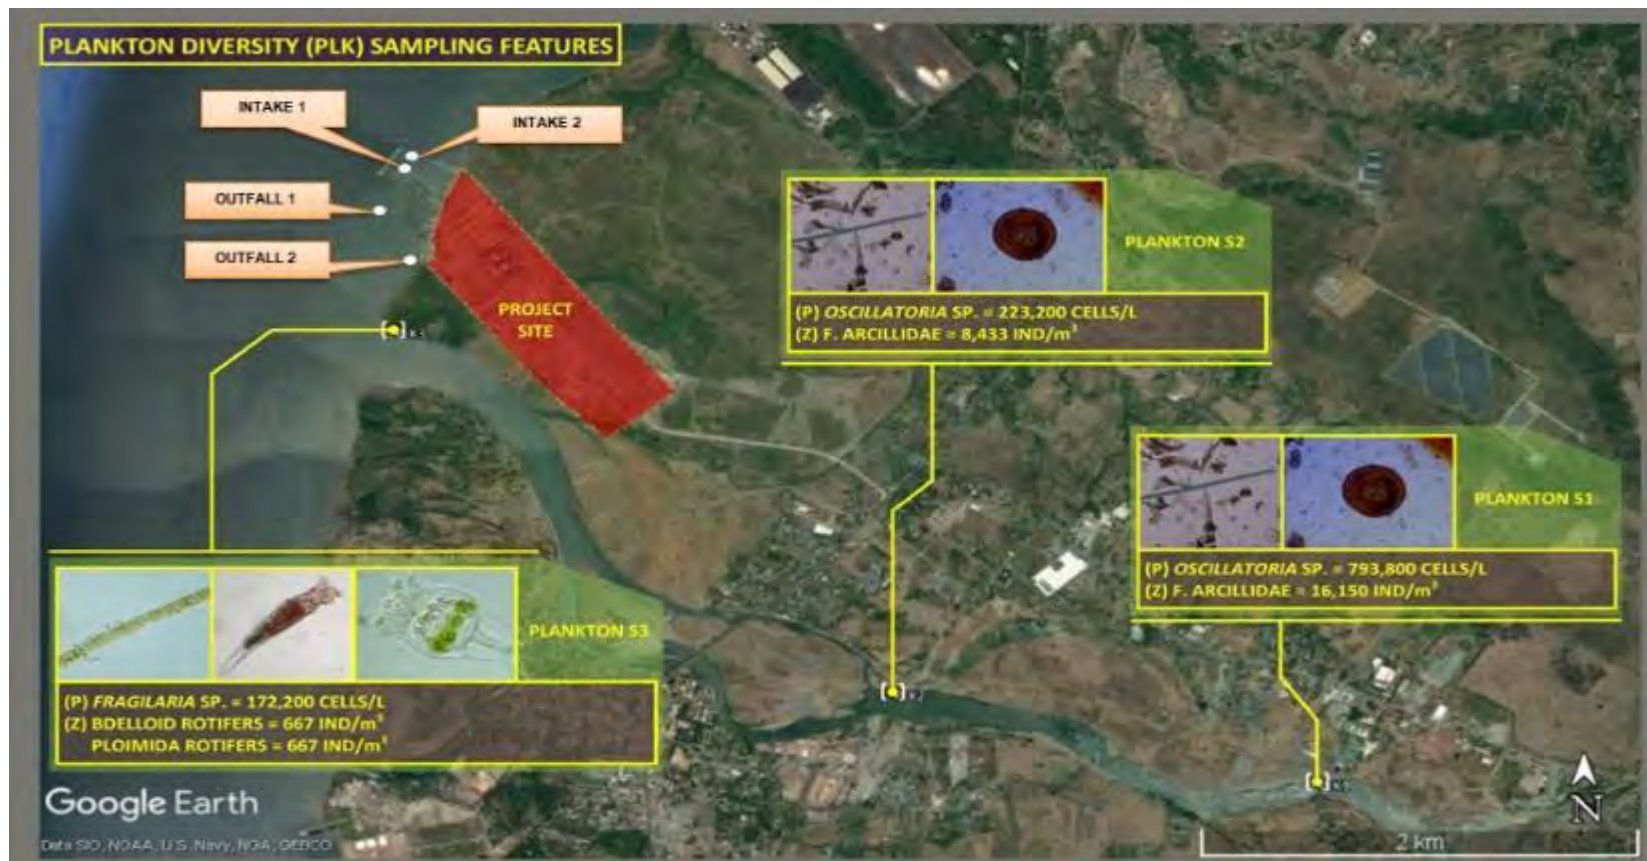 PLANKTON DIVERSITY (PLK) SAMPLING FEATURES
INTAKE 1
INTAKE 2
OUTFALL 1
OUTFALL 2
PROJECT
SITE
PLANKTON S2
(P) OSCILLATORIA SP. = 223,200 CELLS/L
(Z) F. ARCILLIDAE = 8,433 IND/m³
PLANKTON S1
(P) OSCILLATORIA SP. = 793,800 CELLS/L
(Z) F. ARCILLIDAE = 16,150 IND/m³
PLANKTON S3
(P) FRAGILARIA SP. = 172,200 CELLS/L
(Z) BDELLOID ROTIFERS = 667 IND/m³
PLOIMIDA ROTIFERS = 667 IND/m³
Google Earth
Data SIO, NOAA, U.S. Navy, NGA, GEBCO
N
2 km